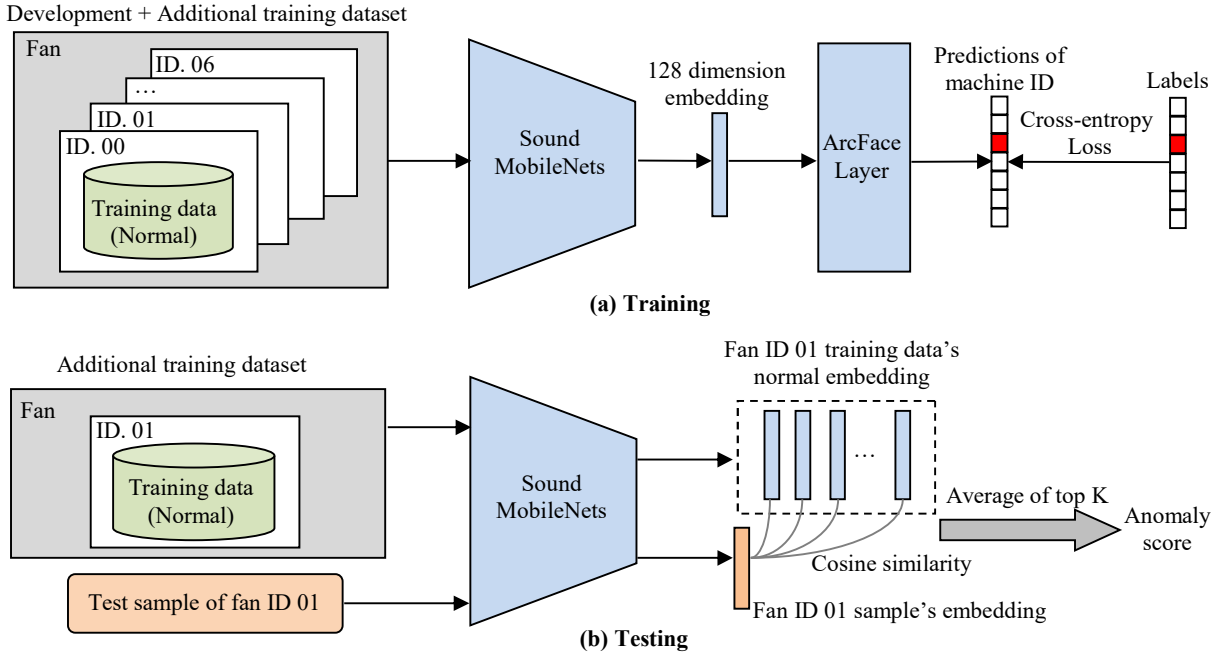 Development + Additional training dataset
Fan
ID. 06
…
ID. 01
ID. 00
Training data
(Normal)
Sound
MobileNets
128 dimension
embedding
ArcFace
Layer
Predictions of
machine ID
Cross-entropy
Loss
Labels
(a) Training
Additional training dataset
Fan
ID. 01
Training data
(Normal)
Test sample of fan ID 01
Sound
MobileNets
Fan ID 01 training data’s
normal embedding
…
Cosine similarity
Fan ID 01 sample’s embedding
Average of top K
Anomaly
score
(b) Testing